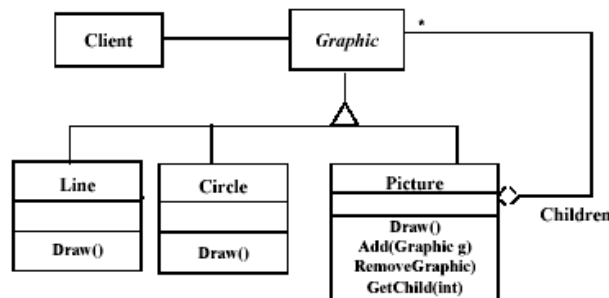 Client
Graphic
*
Line
Circle
Picture
Children
Draw()
Draw()
Draw()
Add(Graphic g)
RemoveGraphic)
GetChild(int)